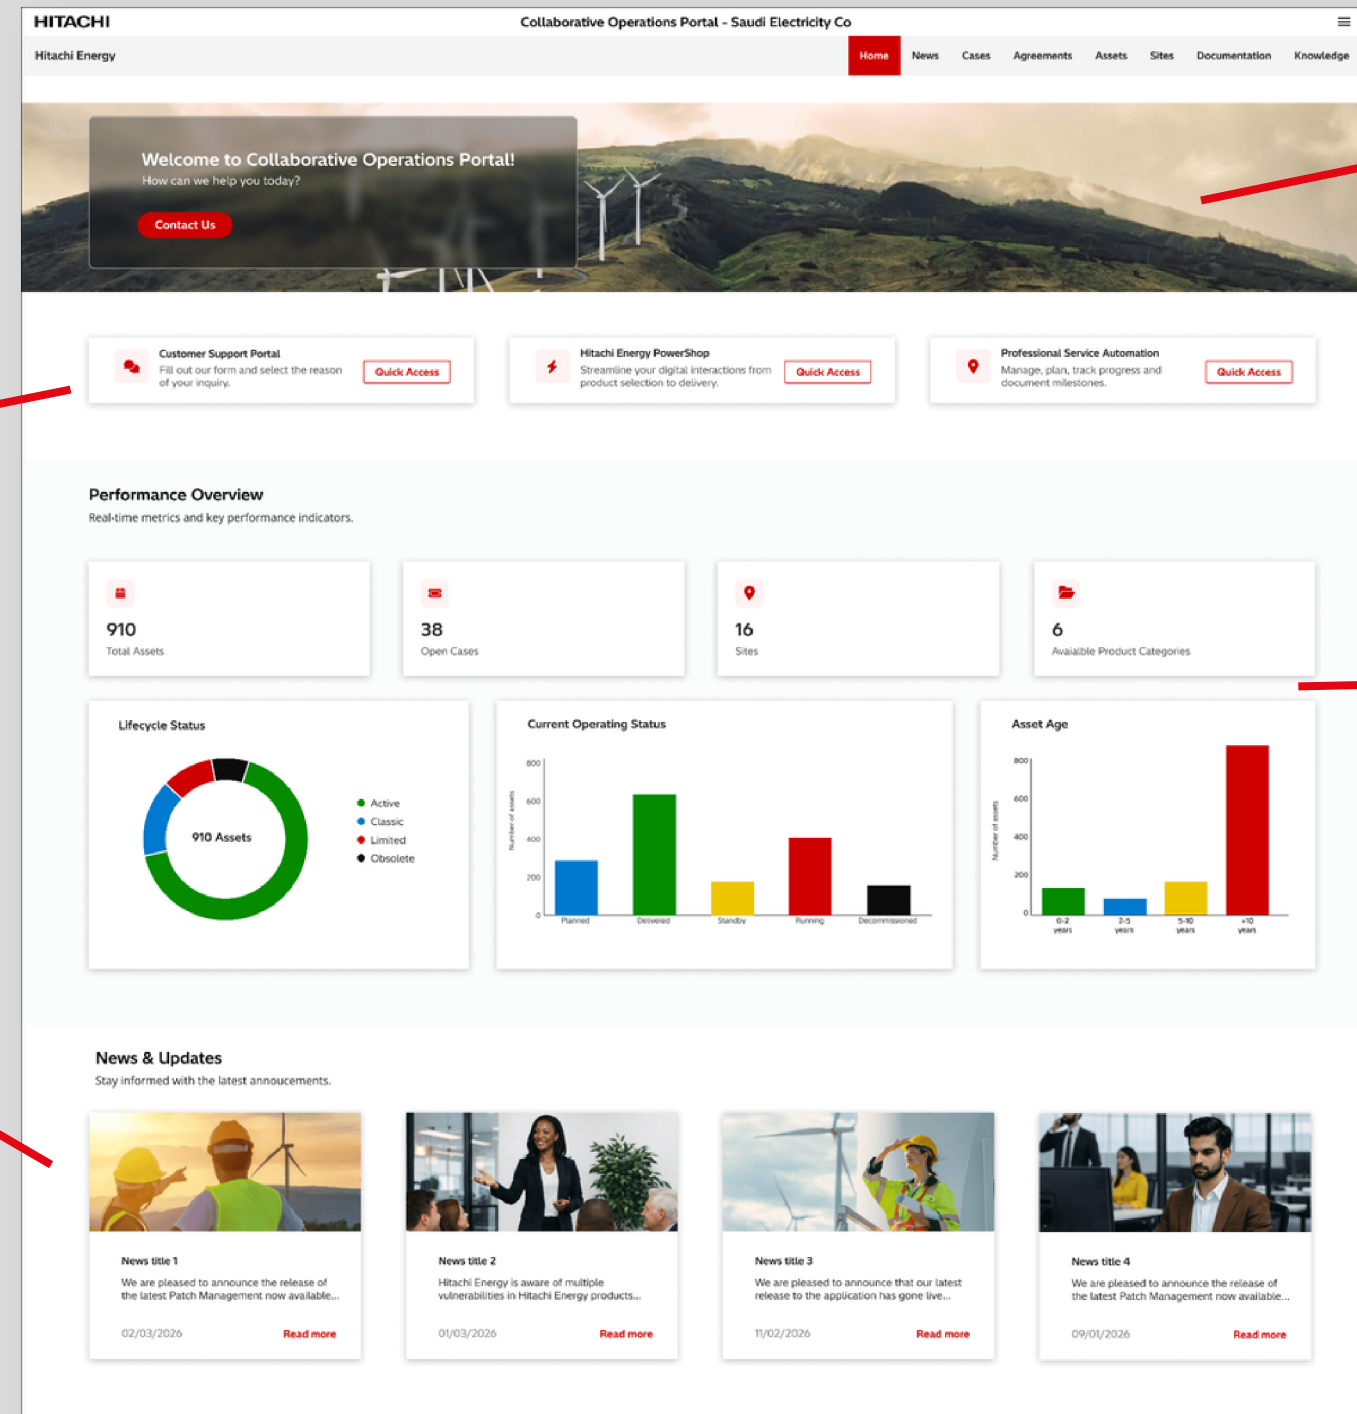 HITACHI
Collaborative Operations Portal - Saudi Electricity Co
Hitachi Energy
Home
News
Cases
Agreements
Assets
Sites
Documentation
Knowledge
Welcome to Collaborative Operations Portal!
How can we help you today?
Contact Us
Customer Support Portal
Fill out our form and select the reason
of your inquiry.
Quick Access
Hitachi Energy PowerShop
Streamline your digital interactions from
product selection to delivery.
Quick Access
Professional Service Automation
Manage, plan, track progress and
document milestones.
Quick Access
Performance Overview
Real-time metrics and key performance indicators.
910
Total Assets
38
Open Cases
16
Sites
6
Avaialble Product Categories
Lifecycle Status
910 Assets
Active
Classic
Limited
Obsolete
Current Operating Status
Number of assets
800
600
400
200
0
Planned
Delivered
Standby
Running
Decommissioned
Asset Age
Number of assets
800
600
400
200
0
0-2
years
2-5
years
5-10
years
+10
years
News & Updates
Stay informed with the latest annoucements.
News title 1
We are pleased to announce the release of
the latest Patch Management now available...
02/03/2026
Read more
News title 2
Hitachi Energy is aware of multiple
vulnerabilities in Hitachi Energy products...
01/03/2026
Read more
News title 3
We are pleased to announce that our latest
release to the application has gone live...
11/02/2026
Read more
News title 4
We are pleased to announce the release of
the latest Patch Management now available...
09/01/2026
Read more